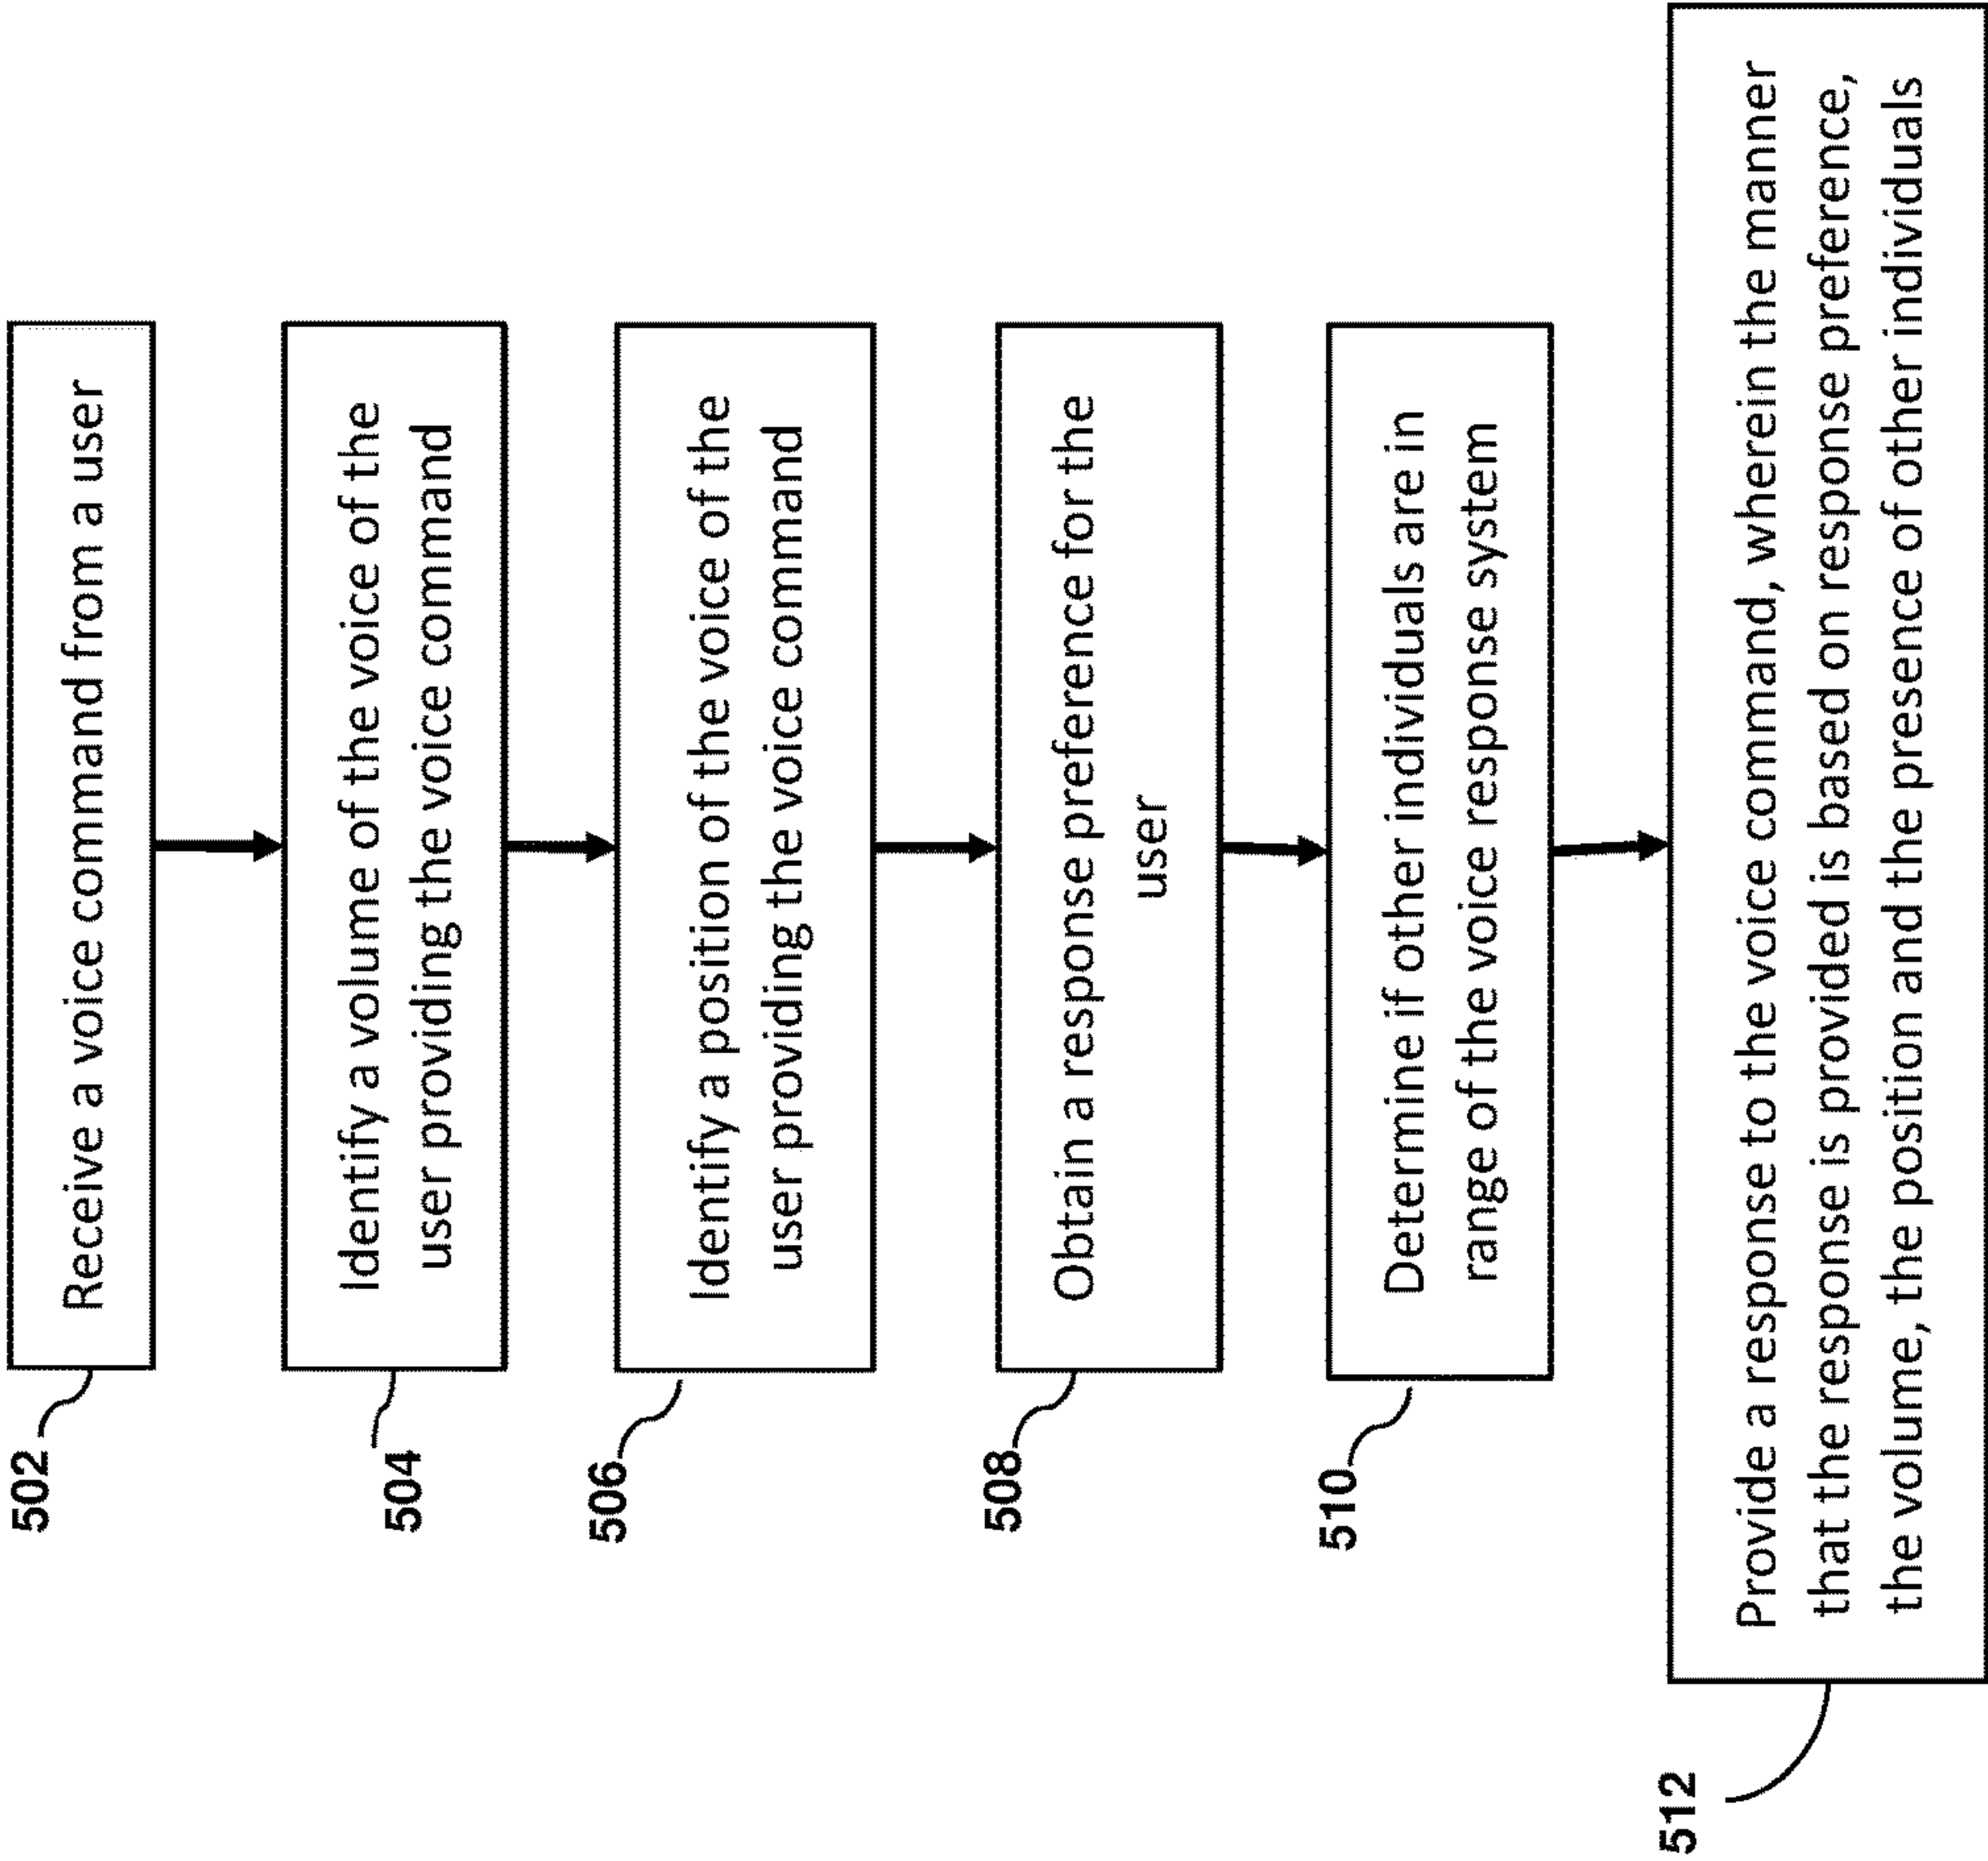 502
Receive a voice command from a user
504
Identify a volume of the voice of the
user providing the voice command
506
Identify a position of the voice of the
user providing the voice command
508
Obtain a response preference for the
user
510
Determine if other individuals are in
range of the voice response system
512
Provide a response to the voice command, wherein the manner
that the response is provided is based on response preference,
the volume, the position and the presence of other individuals